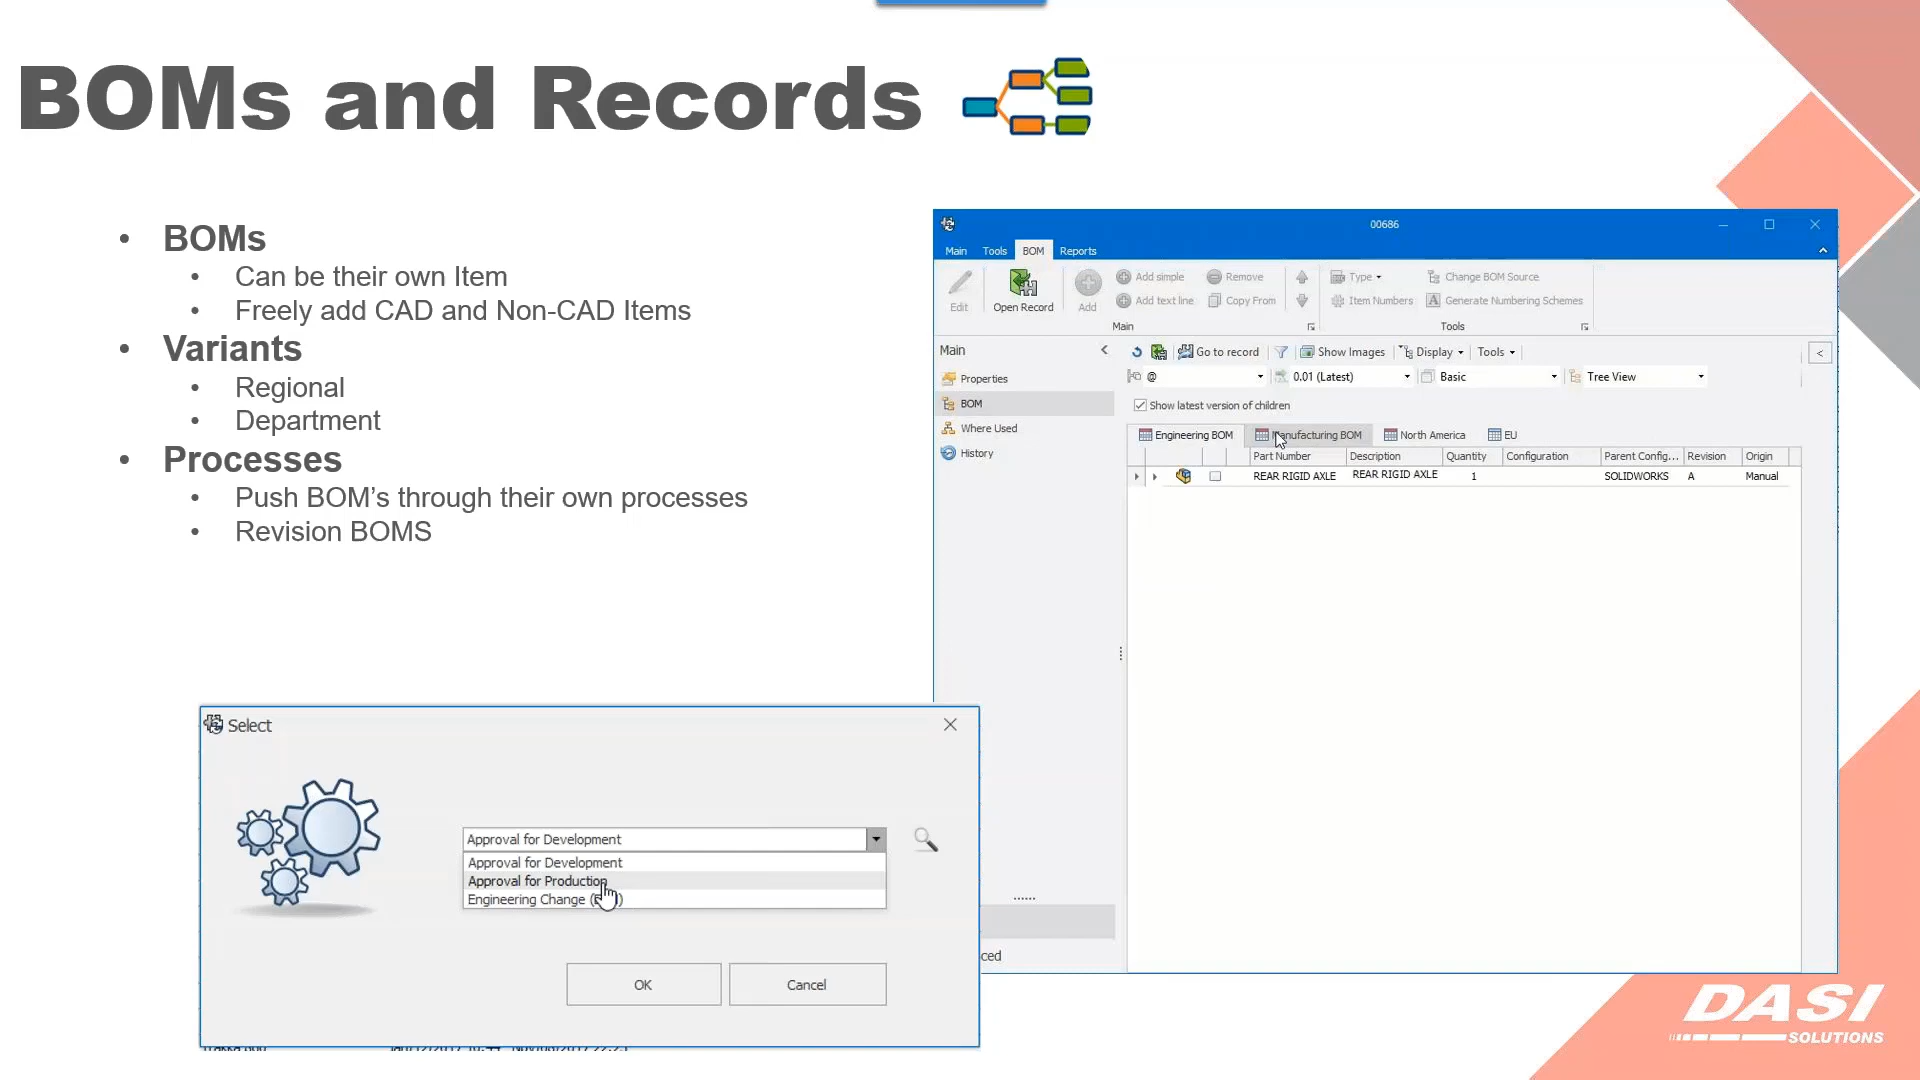 BOMs and Records
• BOMs
• Can be their own Item
• Freely add CAD and Non-CAD Items
• Variants
• Regional
• Department
• Processes
• Push BOM's through their own processes
• Revision BOMS
00686
Main Tools BOM Reports
Edit
Open Record
Add
Add simple
Add text line
Remove
Copy From
Main
Type
Item Numbers
Change BOM Source
Generate Numbering Schemes
Tools
Main
Properties
BOM
Where Used
History
Go to record Show Images Display Tools
@ 0.01 (Latest) Basic Tree View
Show latest version of children
Engineering BOM Manufacturing BOM North America EU
Part Number Description Quantity Configuration Parent Config... Revision Origin
REAR RIGID AXLE REAR RIGID AXLE 1 SOLIDWORKS A Manual
ced
Select
Approval for Development
Approval for Development
Approval for Production
Engineering Change
OK Cancel
DASI
SOLUTIONS